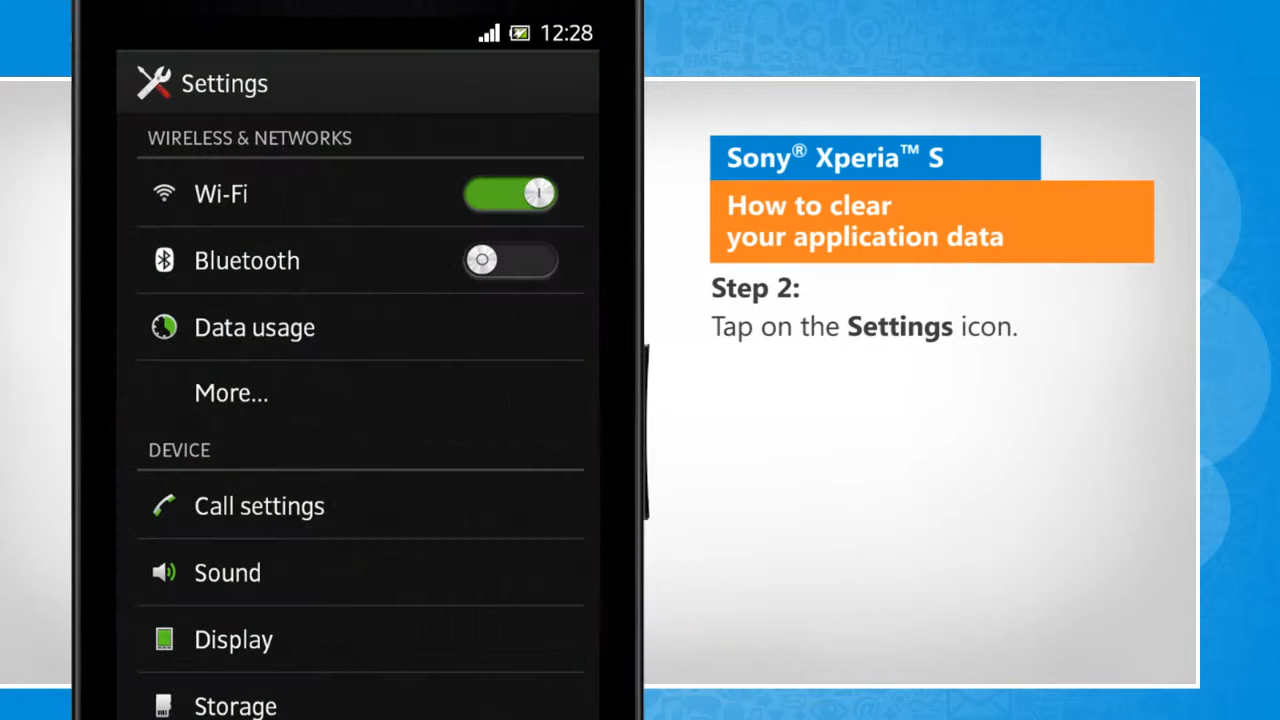 12:28
Settings
WIRELESS & NETWORKS
Wi-Fi
Bluetooth
Data usage
More...
DEVICE
Call settings
Sound
Display
Storage
Sony® Xperia™ S
How to clear
your application data
Step 2:
Tap on the Settings icon.